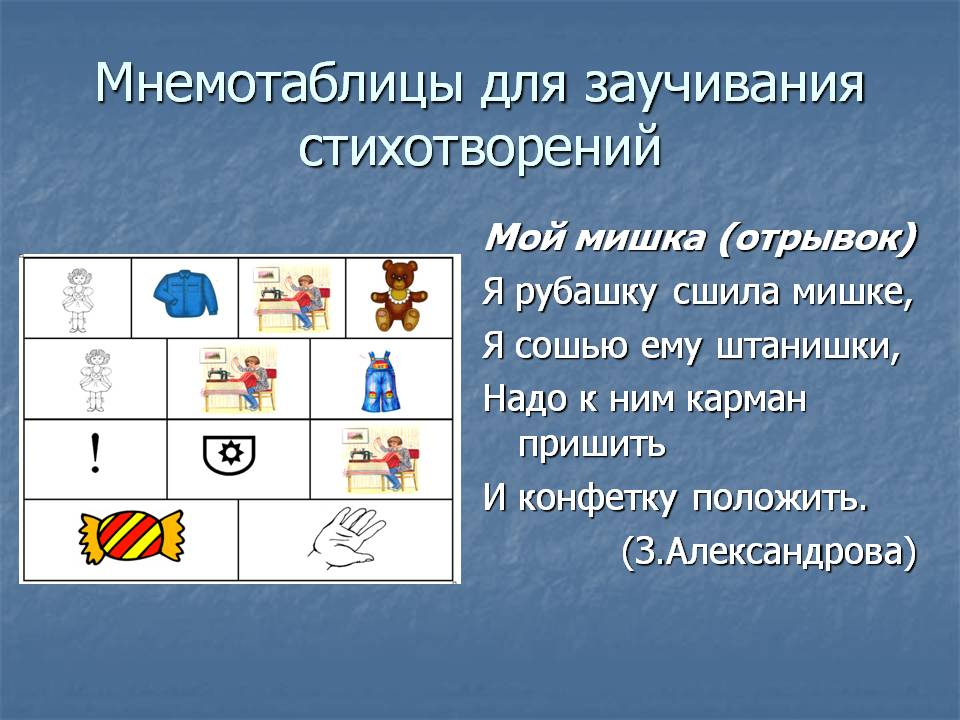 Мнемотаблицы для заучивания
стихотворений
Мой мишка (отрывок)
Я рубашку сшила мишке,
Я сошью ему штанишки,
Надо к ним карман
пришить
И конфетку положить.
(З.Александрова)
!